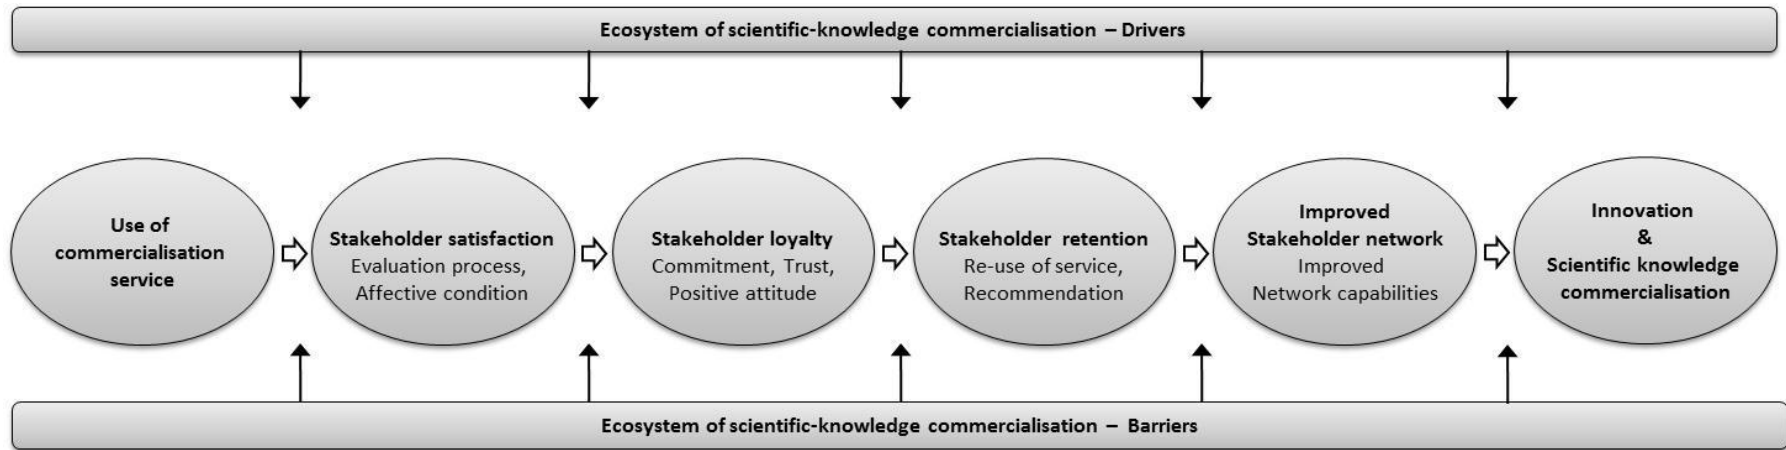 Ecosystem of scientific-knowledge commercialisation – Drivers
Use of
commercialisation
service
Stakeholder satisfaction
Evaluation process,
Affective condition
Stakeholder loyalty
Commitment, Trust,
Positive attitude
Stakeholder retention
Re-use of service,
Recommendation
Improved
Stakeholder network
Improved
Network capabilities
Innovation
&
Scientific knowledge
commercialisation
Ecosystem of scientific-knowledge commercialisation – Barriers